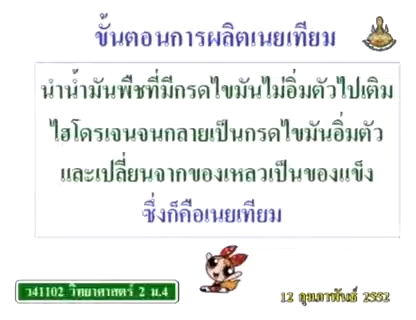 ขั้นตอนการผลิตเนยเทียม
นำน้ำมันพืชที่มีกรดไขมันไม่อิ่มตัวไปเติม
ไฮโดรเจนจนกลายเป็นกรดไขมันอิ่มตัว
และเปลี่ยนจากของเหลวเป็นของแข็ง
ซึ่งก็คือเนยเทียม
ว41102 วิทยาศาสตร์ 2 ม.4
12 กุมภาพันธ์ 2552